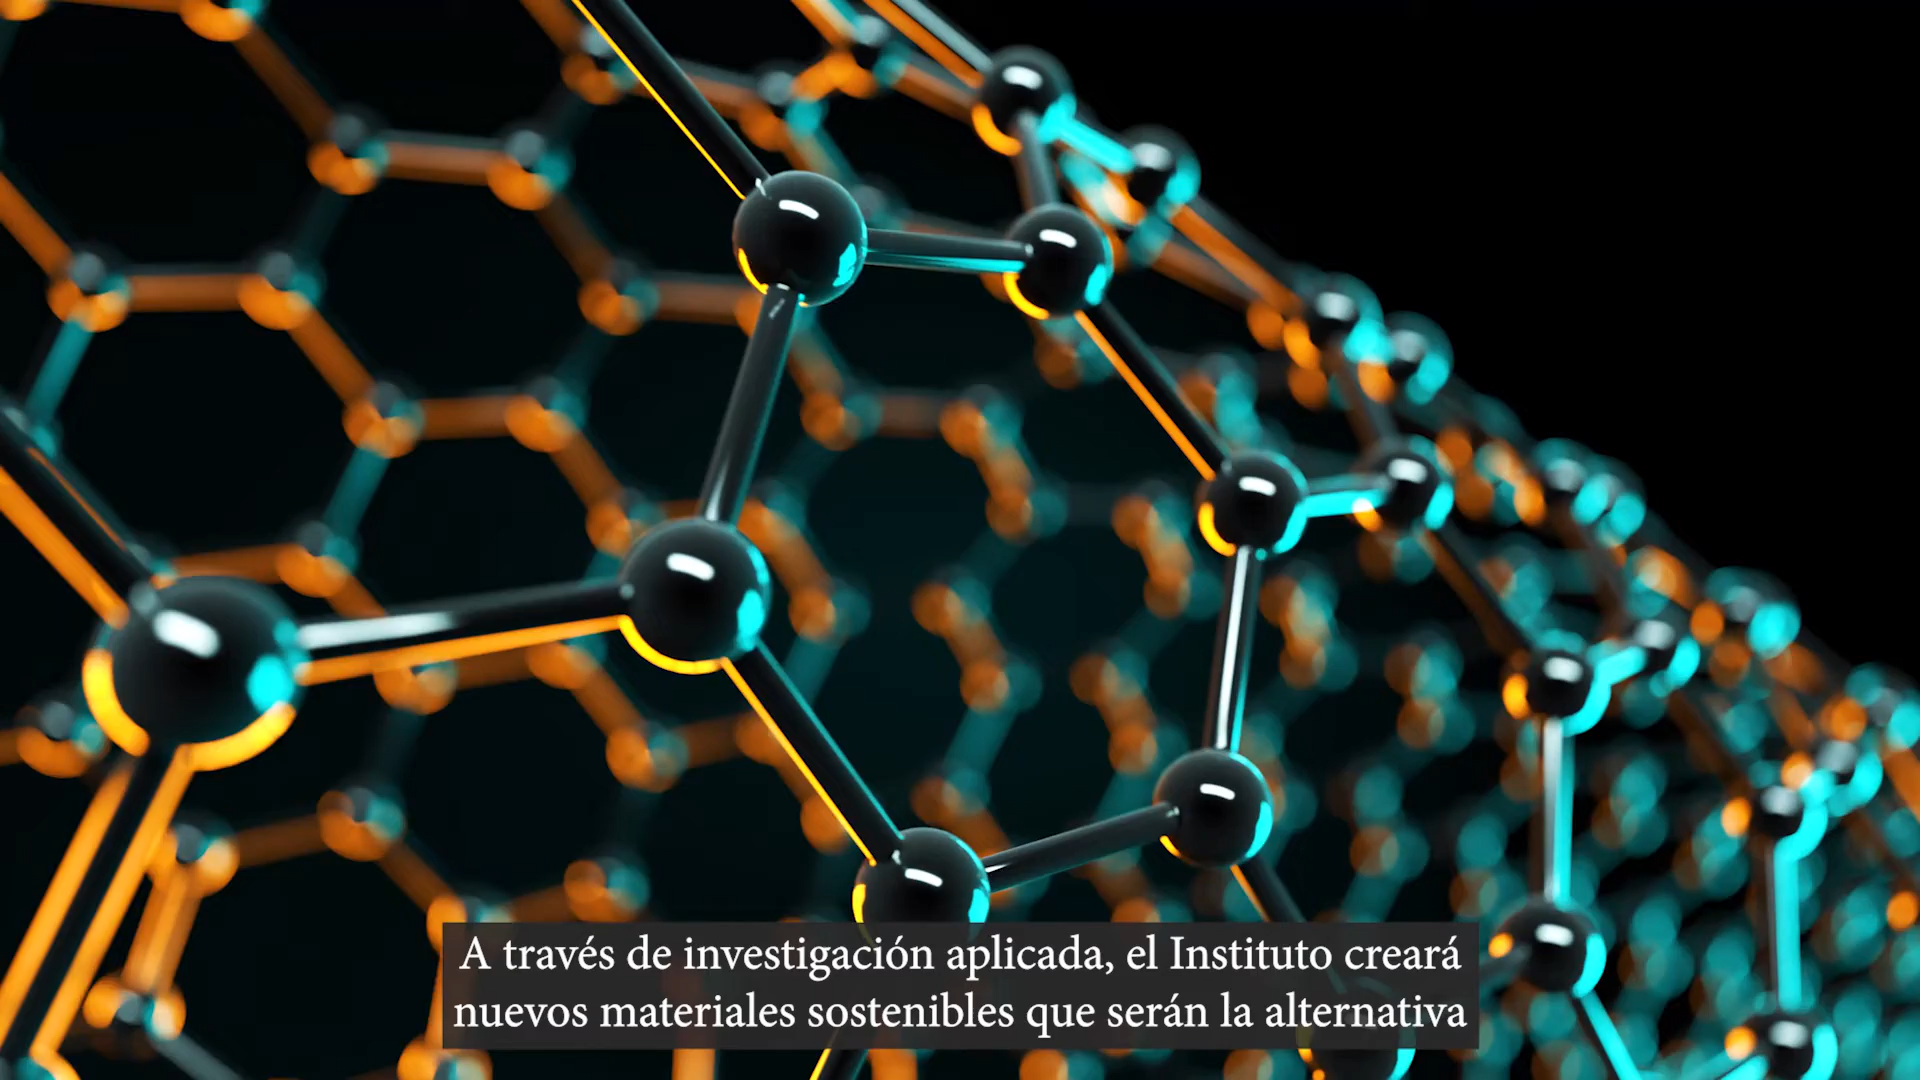 A través de investigación aplicada, el Instituto creará
nuevos materiales sostenibles que serán la alternativa